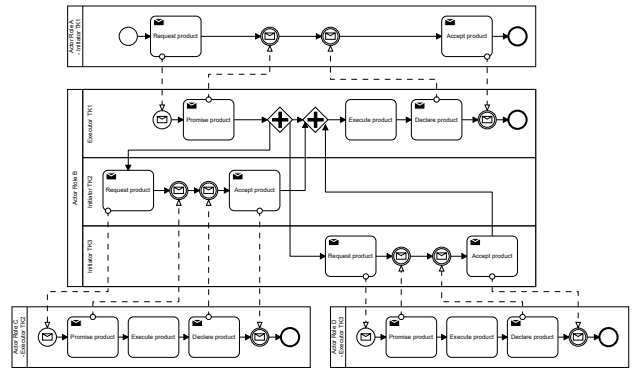 Actor Role A
- Initiator TK1
Request product
Accept product
Actor Role B
Executor TK1
Promise product
Execute product
Declare product
Initiator TK2
Request product
Accept product
Initiator TK3
Request product
Accept product
Actor Role C
- Executor TK2
Promise product
Execute product
Declare product
Actor Role D
- Executor TK3
Promise product
Execute product
Declare product